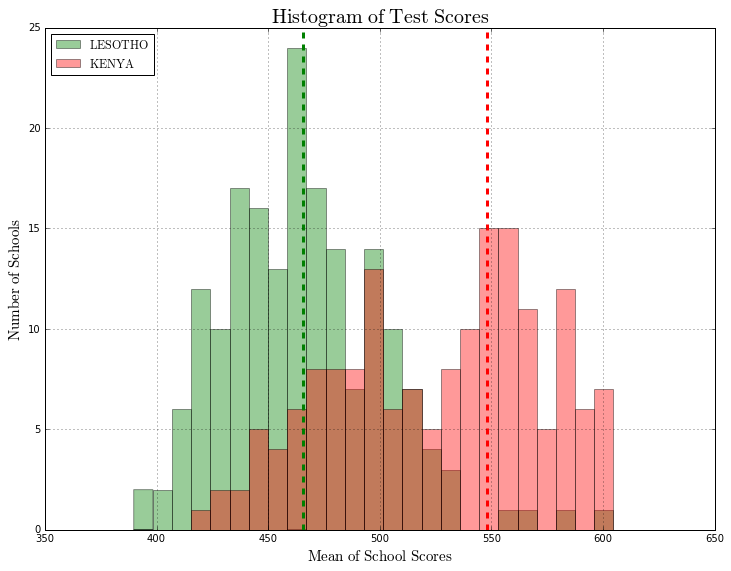 Histogram of Test Scores
LESOTHO
KENYA
Number of Schools
25
20
15
10
5
0
350 400 450 500 550 600 650
Mean of School Scores